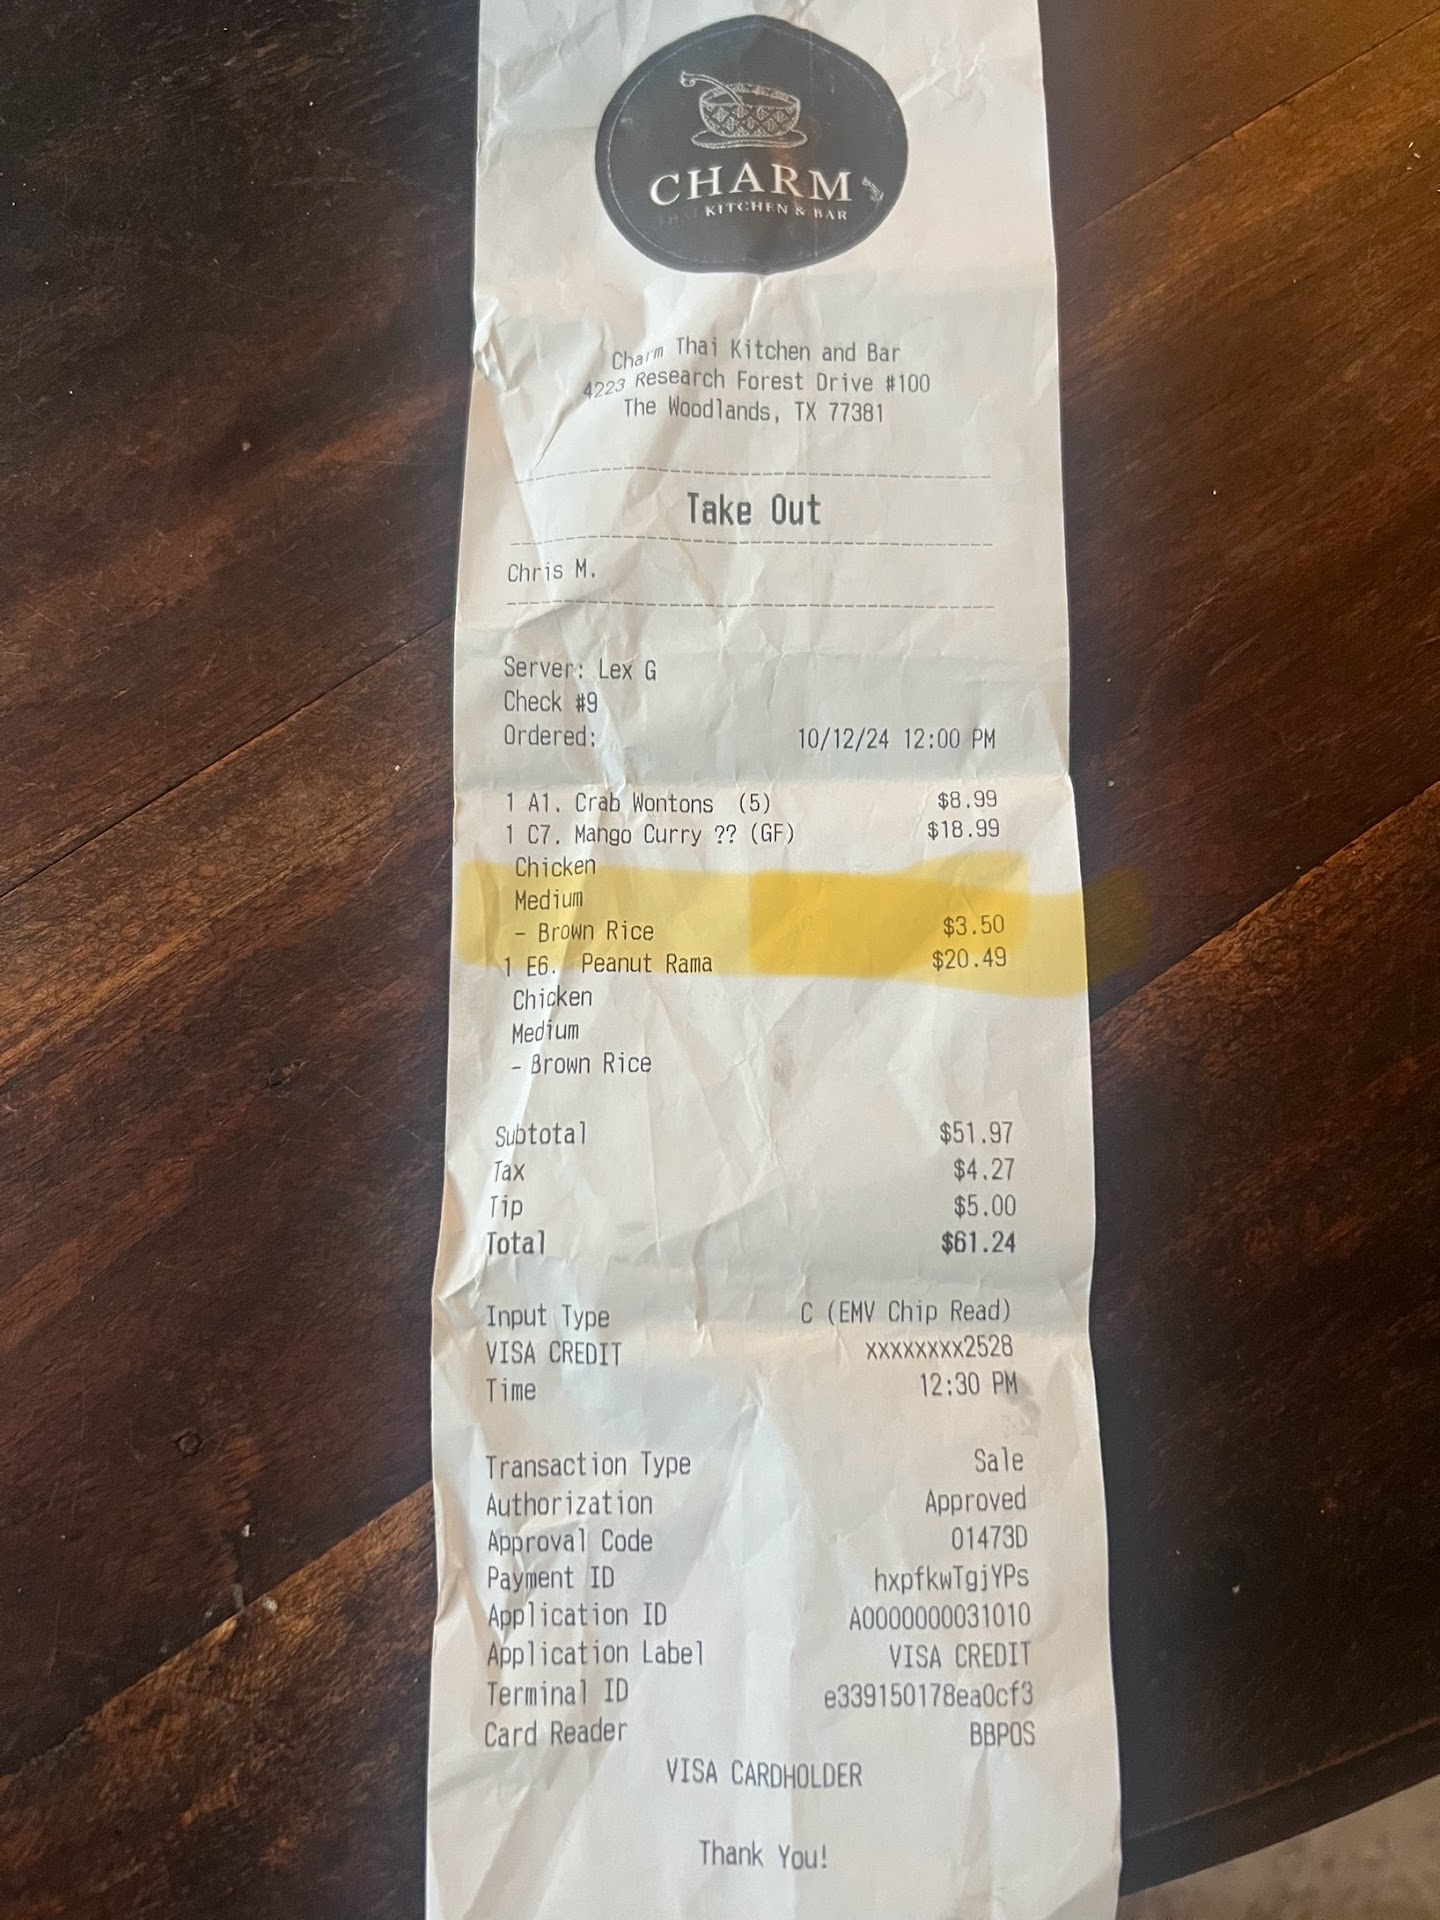 CHARM
THAI KITCHEN & BAR
Charm Thai Kitchen and Bar
4223 Research Forest Drive #100
The Woodlands, TX 77381
Take Out
Chris M.
Server: Lex G
Check #9
Ordered: 10/12/24 12:00 PM
1 A1. Crab Wontons (5) $8.99
1 C7. Mango Curry ?? (GF) $18.99
Chicken
Medium
- Brown Rice $3.50
1 E6. Peanut Rama $20.49
Chicken
Medium
- Brown Rice
Subtotal $51.97
Tax $4.27
Tip $5.00
Total $61.24
Input Type C (EMV Chip Read)
VISA CREDIT xxxxxxxx2528
Time 12:30 PM
Transaction Type Sale
Authorization Approved
Approval Code 01473D
Payment ID hxpfkwTgjYPs
Application ID A0000000031010
Application Label VISA CREDIT
Terminal ID e339150178ea0cf3
Card Reader BBPOS
VISA CARDHOLDER
Thank You!